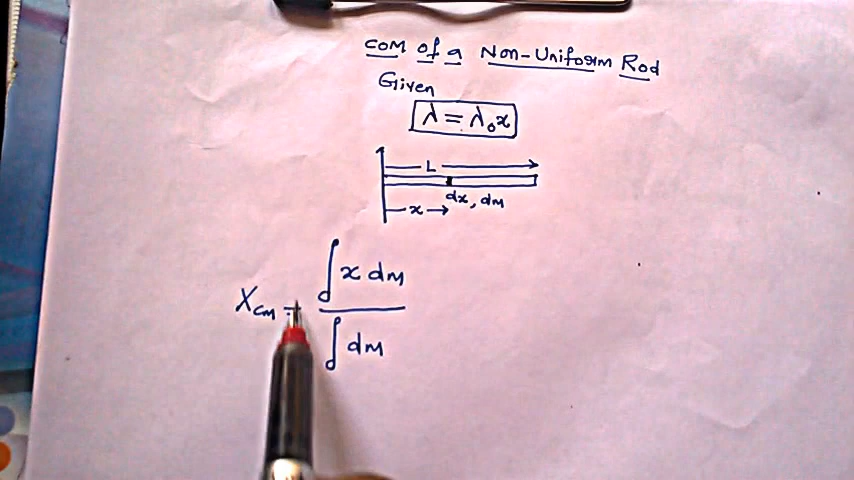 COM of a Non-Uniform Rod
Given
λ = λ₀x
L
dx, dm
x
Xcm = ∫ x dm / ∫ dm